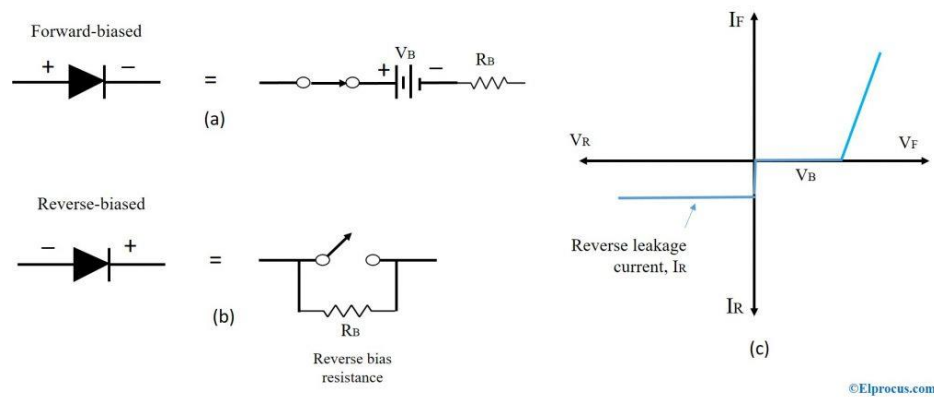 Forward-biased
+ −
=
VB
+ −
RB
(a)
Reverse-biased
− +
=
RB
(b)
Reverse bias
resistance
IF
VR
VF
VB
Reverse leakage
current, IR
IR
(c)
©Elprocus.com